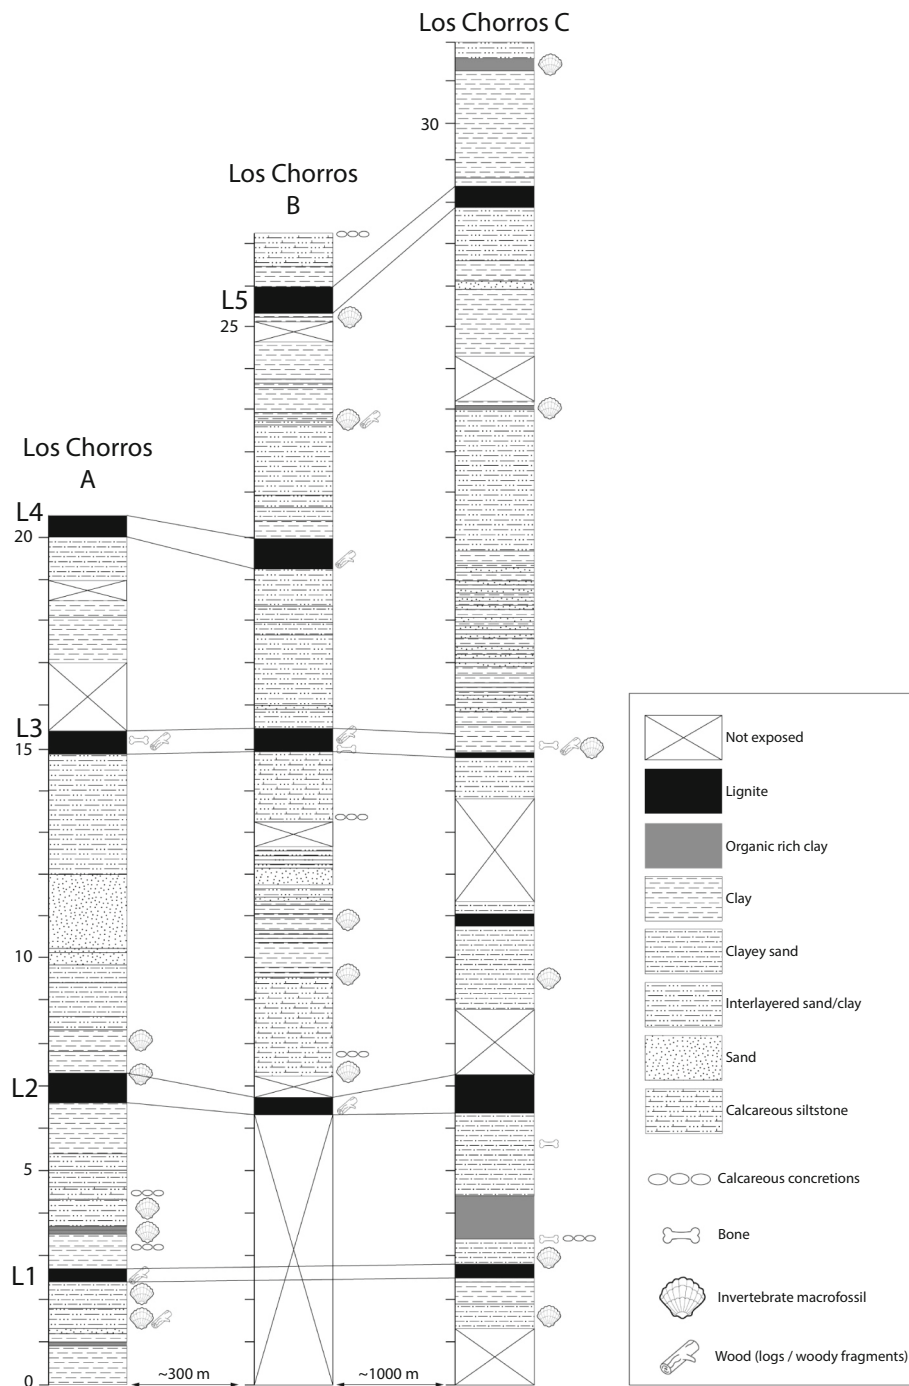 Los Chorros C
30
Los Chorros
B
L5
25
Los Chorros
A
L4
20
L3
15
10
L2
5
L1
0
~300 m
~1000 m
Not exposed
Lignite
Organic rich clay
Clay
Clayey sand
Interlayered sand/clay
Sand
Calcareous siltstone
Calcareous concretions
Bone
Invertebrate macrofossil
Wood (logs / woody fragments)